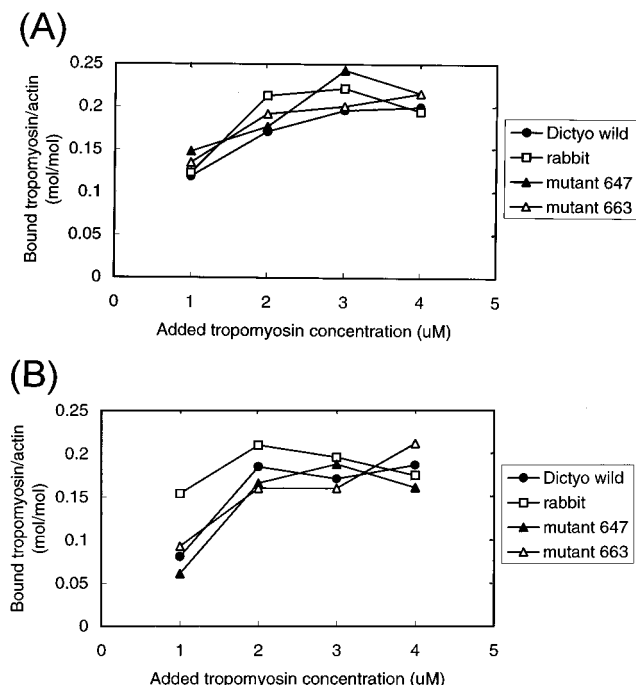 (A)
Bound tropomyosin/actin
(mol/mol)
0.25
0.2
0.15
0.1
0.05
0
0 1 2 3 4 5
Added tropomyosin concentration (uM)
Dictyo wild
rabbit
mutant 647
mutant 663
(B)
Bound tropomyosin/actin
(mol/mol)
0.25
0.2
0.15
0.1
0.05
0
0 1 2 3 4 5
Added tropomyosin concentration (uM)
Dictyo wild
rabbit
mutant 647
mutant 663